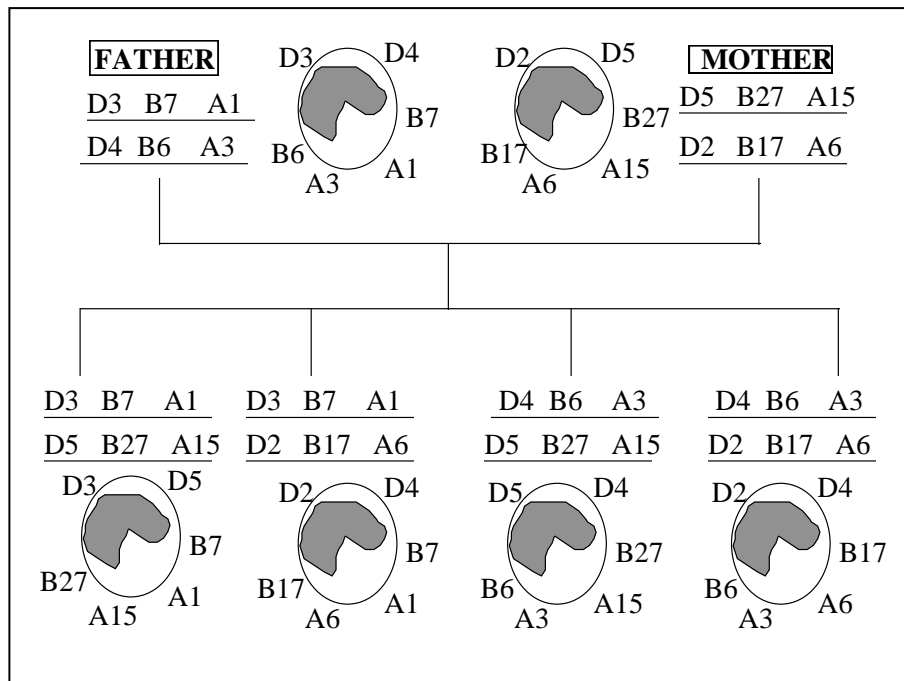 FATHER
D3 B7 A1
D4 B6 A3
D3 D4
B7
B6
A3 A1
D2 D5
B27
B17
A6 A15
MOTHER
D5 B27 A15
D2 B17 A6
D3 B7 A1
D5 B27 A15
D3 D5
B7
B27
A15 A1
D3 B7 A1
D2 B17 A6
D2 D4
B7
B17
A6 A1
D4 B6 A3
D5 B27 A15
D5 D4
B27
B6
A3 A15
D4 B6 A3
D2 B17 A6
D2 D4
B17
B6
A3 A6